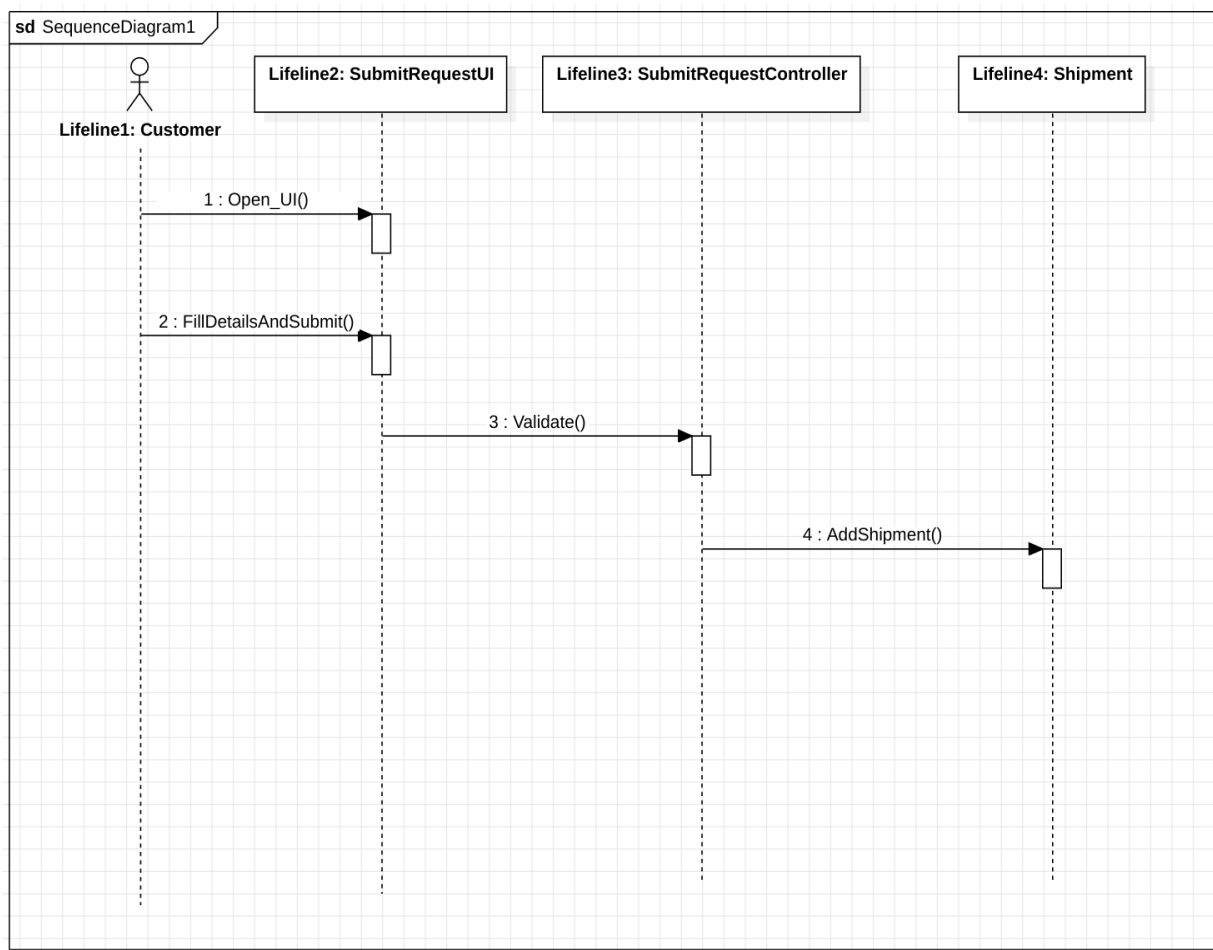 sd SequenceDiagram1
Lifeline2: SubmitRequestUI
Lifeline3: SubmitRequestController
Lifeline4: Shipment
Lifeline1: Customer
1 : Open_UI()
2 : FillDetailsAndSubmit()
3 : Validate()
4 : AddShipment()